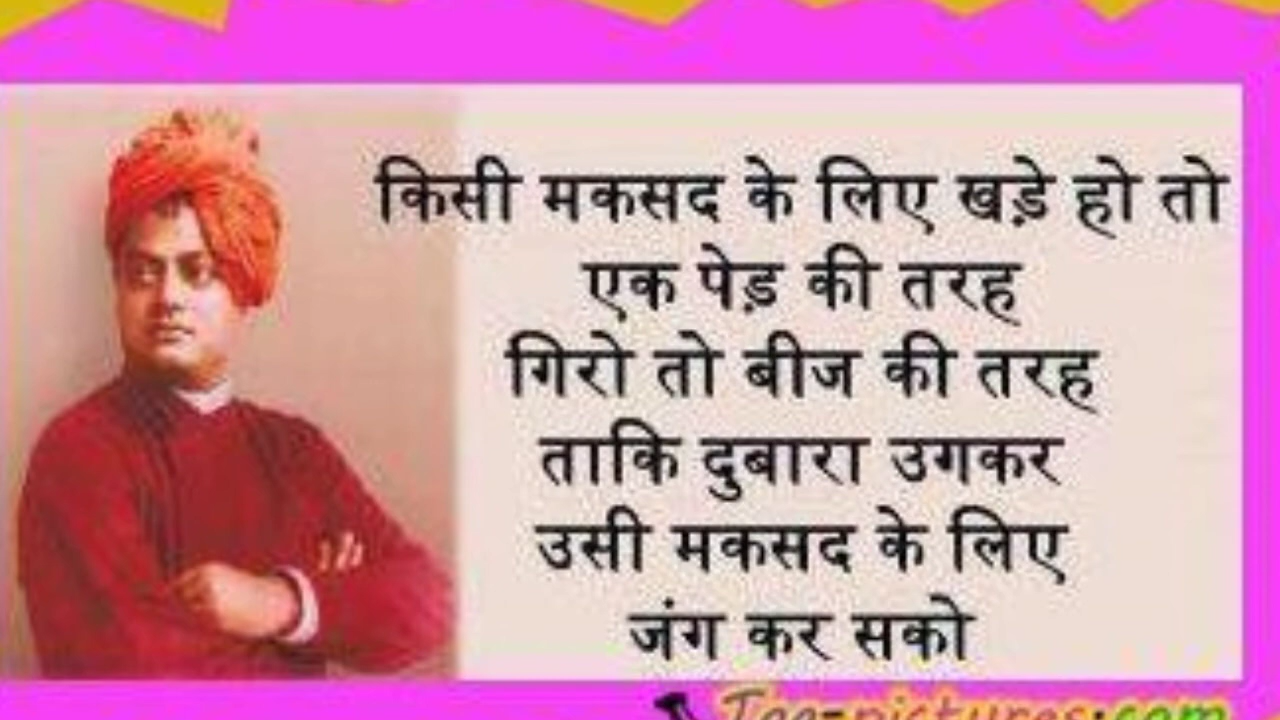 किसी मकसद के लिए खड़े हो तो
एक पेड़ की तरह
गिरो तो बीज की तरह
ताकि दुबारा उगकर
उसी मकसद के लिए
जंग कर सको